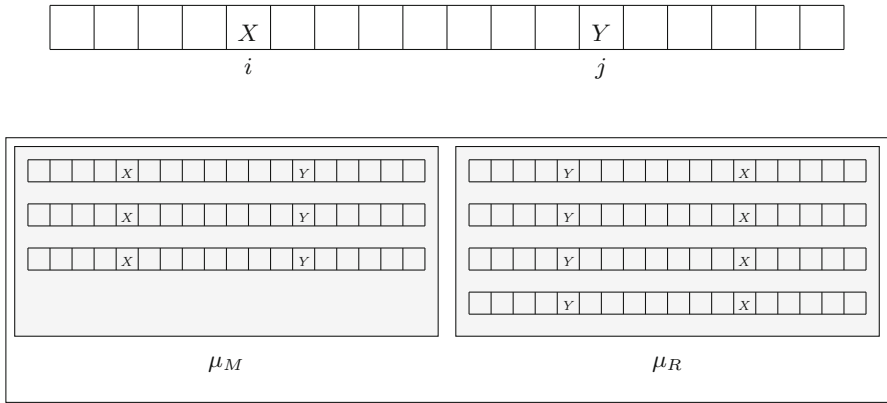 X Y
i j
X Y Y X
X Y Y X
X Y Y X
Y X
μ_M μ_R